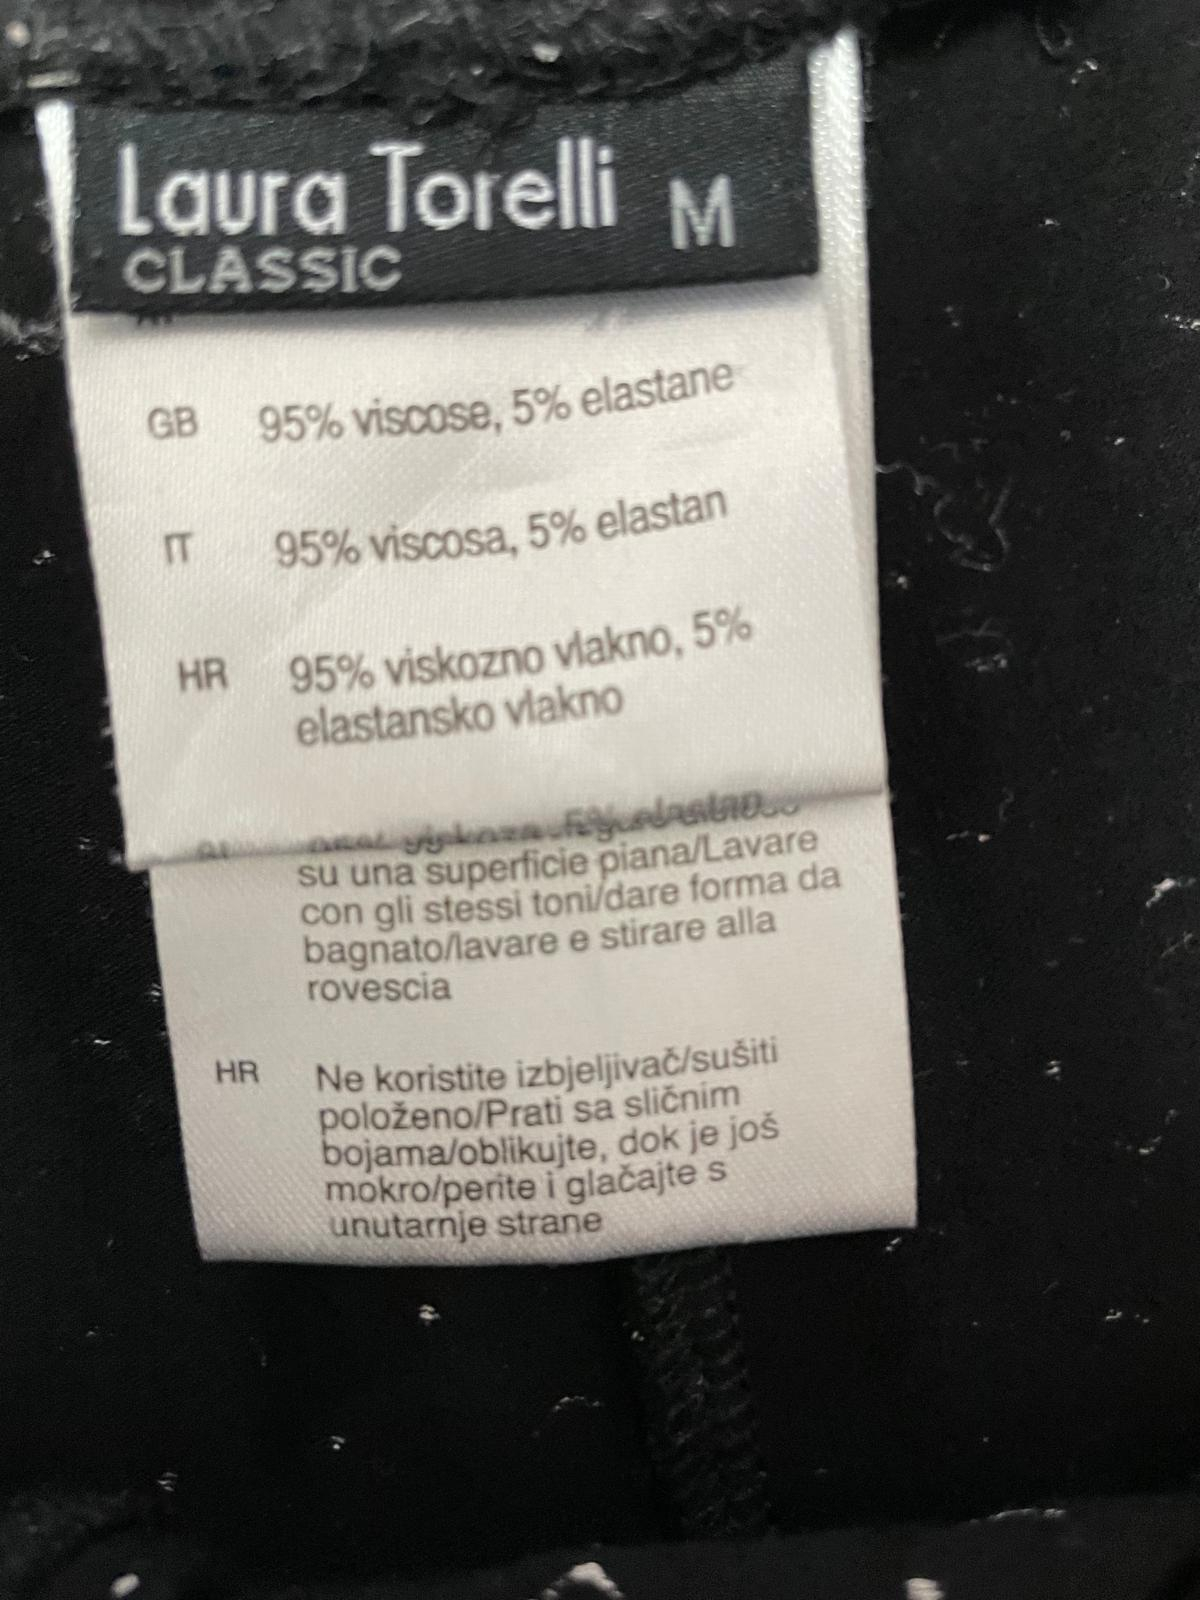 Laura Torelli M
CLASSIC
GB 95% viscose, 5% elastane
IT 95% viscosa, 5% elastan
HR 95% viskozno vlakno, 5%
elastansko vlakno
su una superficie piana/Lavare
con gli stessi toni/dare forma da
bagnato/lavare e stirare alla
rovescia
HR Ne koristite izbjeljivač/sušiti
položeno/Prati sa sličnim
bojama/oblikujte, dok je još
mokro/perite i glačajte s
unutarnje strane